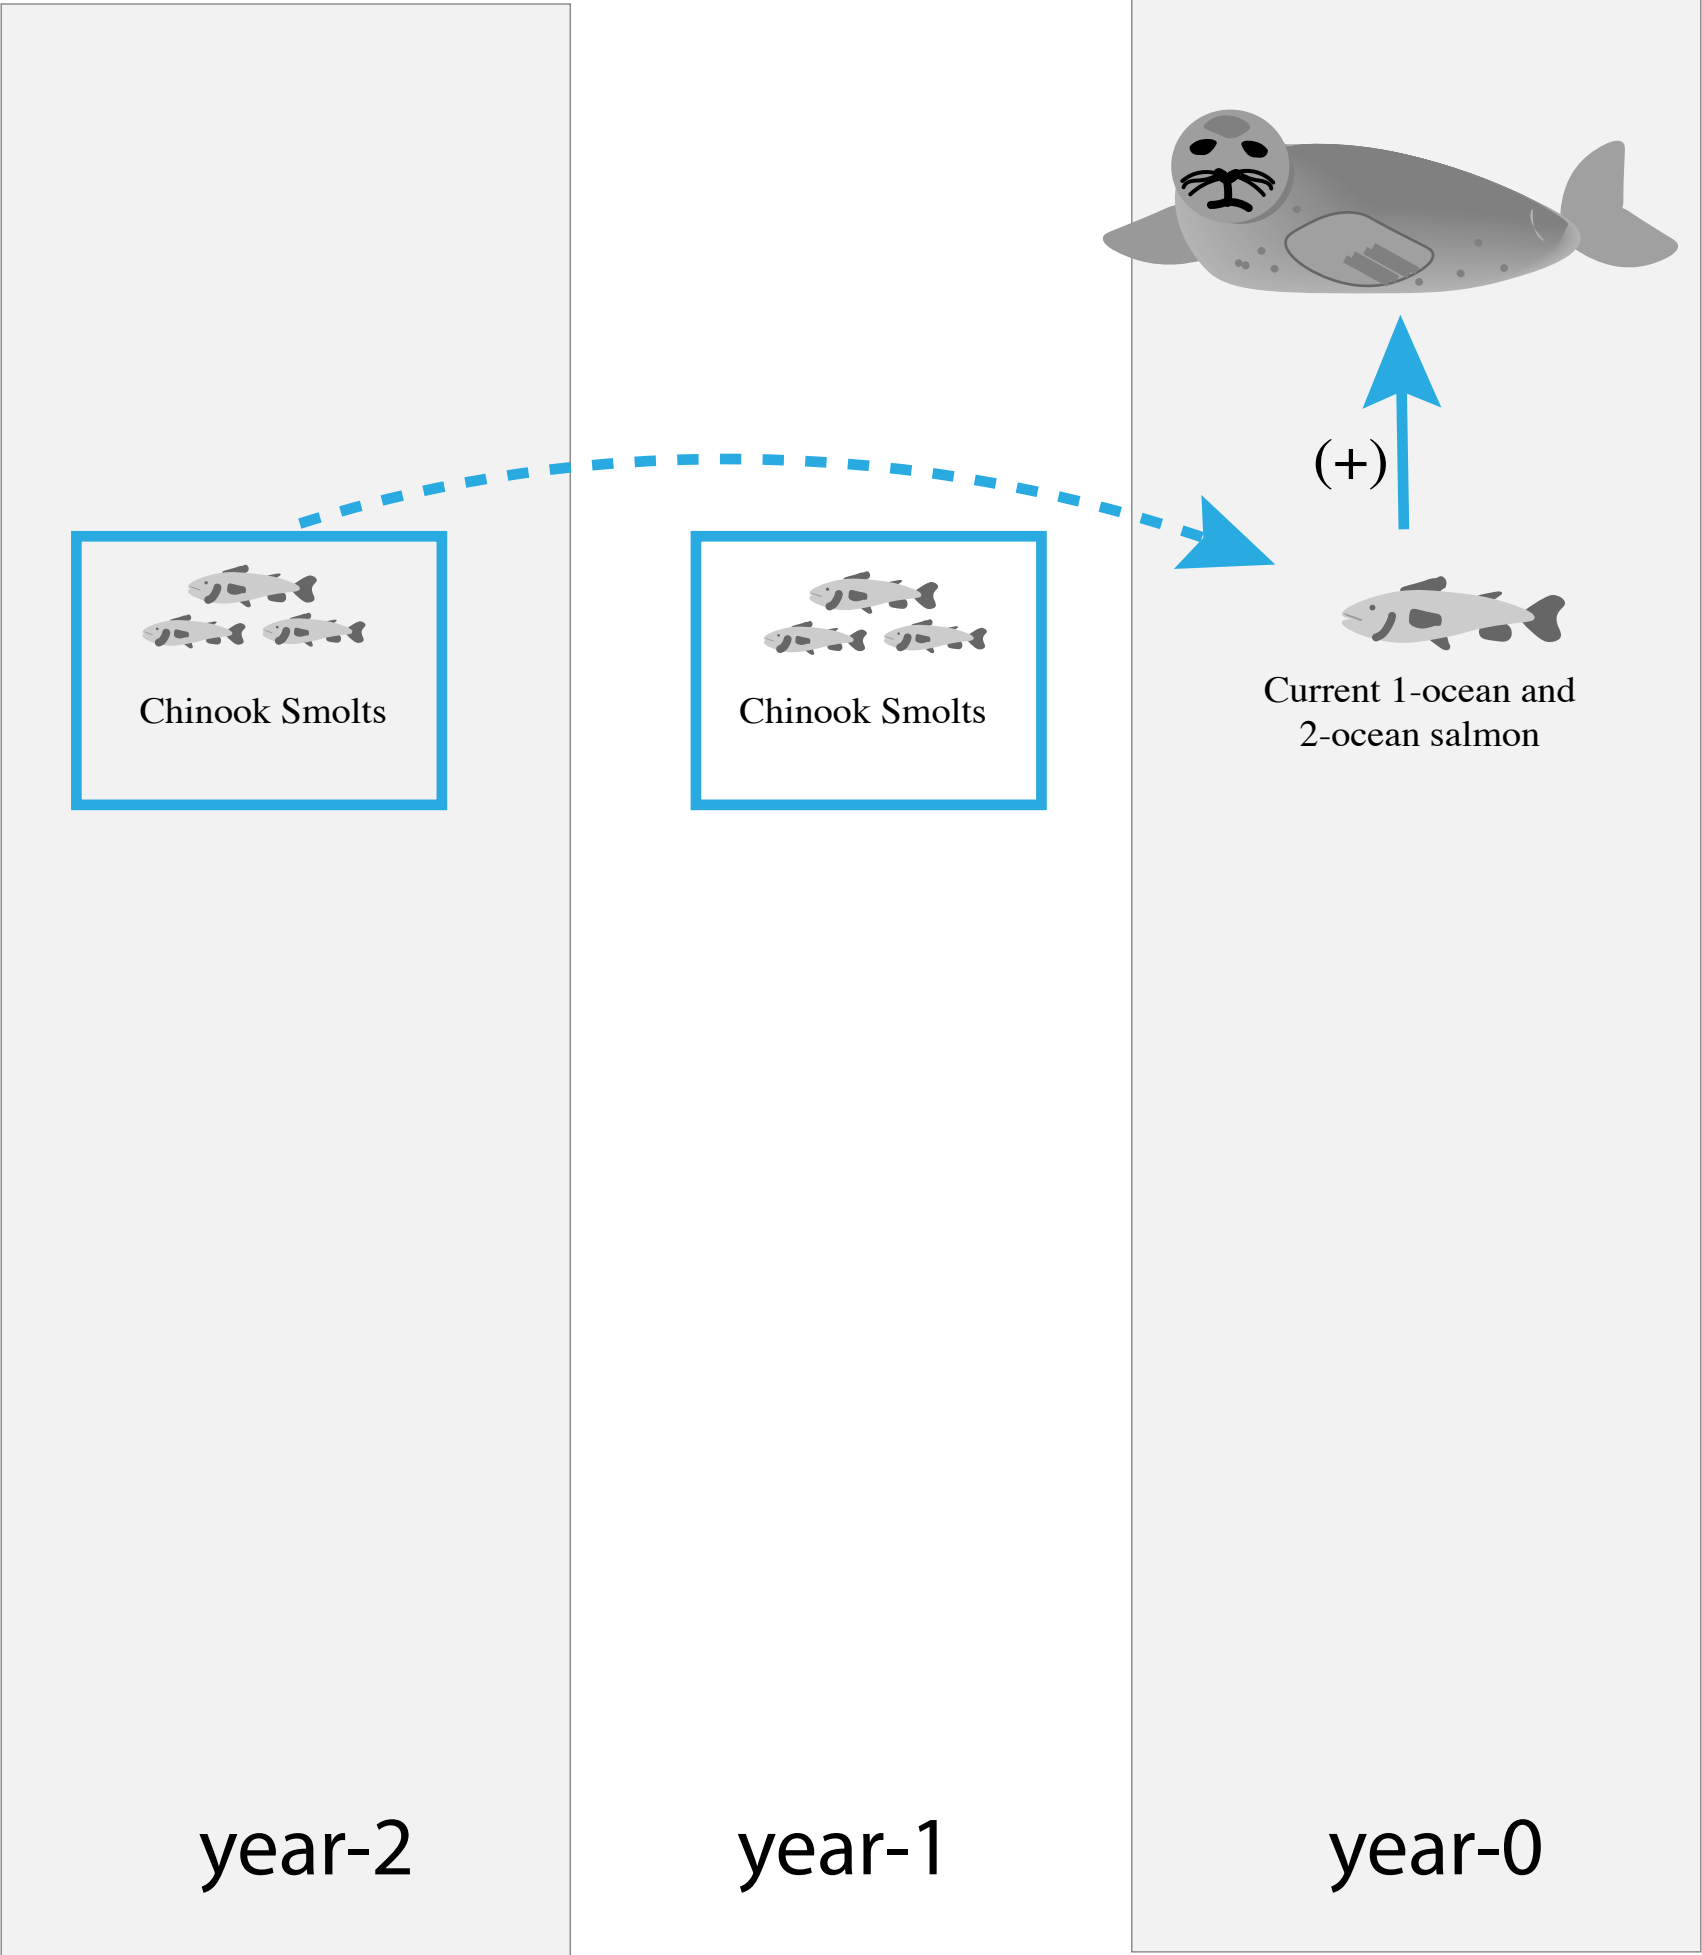 (+)
Chinook Smolts
Chinook Smolts
Current 1-ocean and
2-ocean salmon
year-2
year-1
year-0